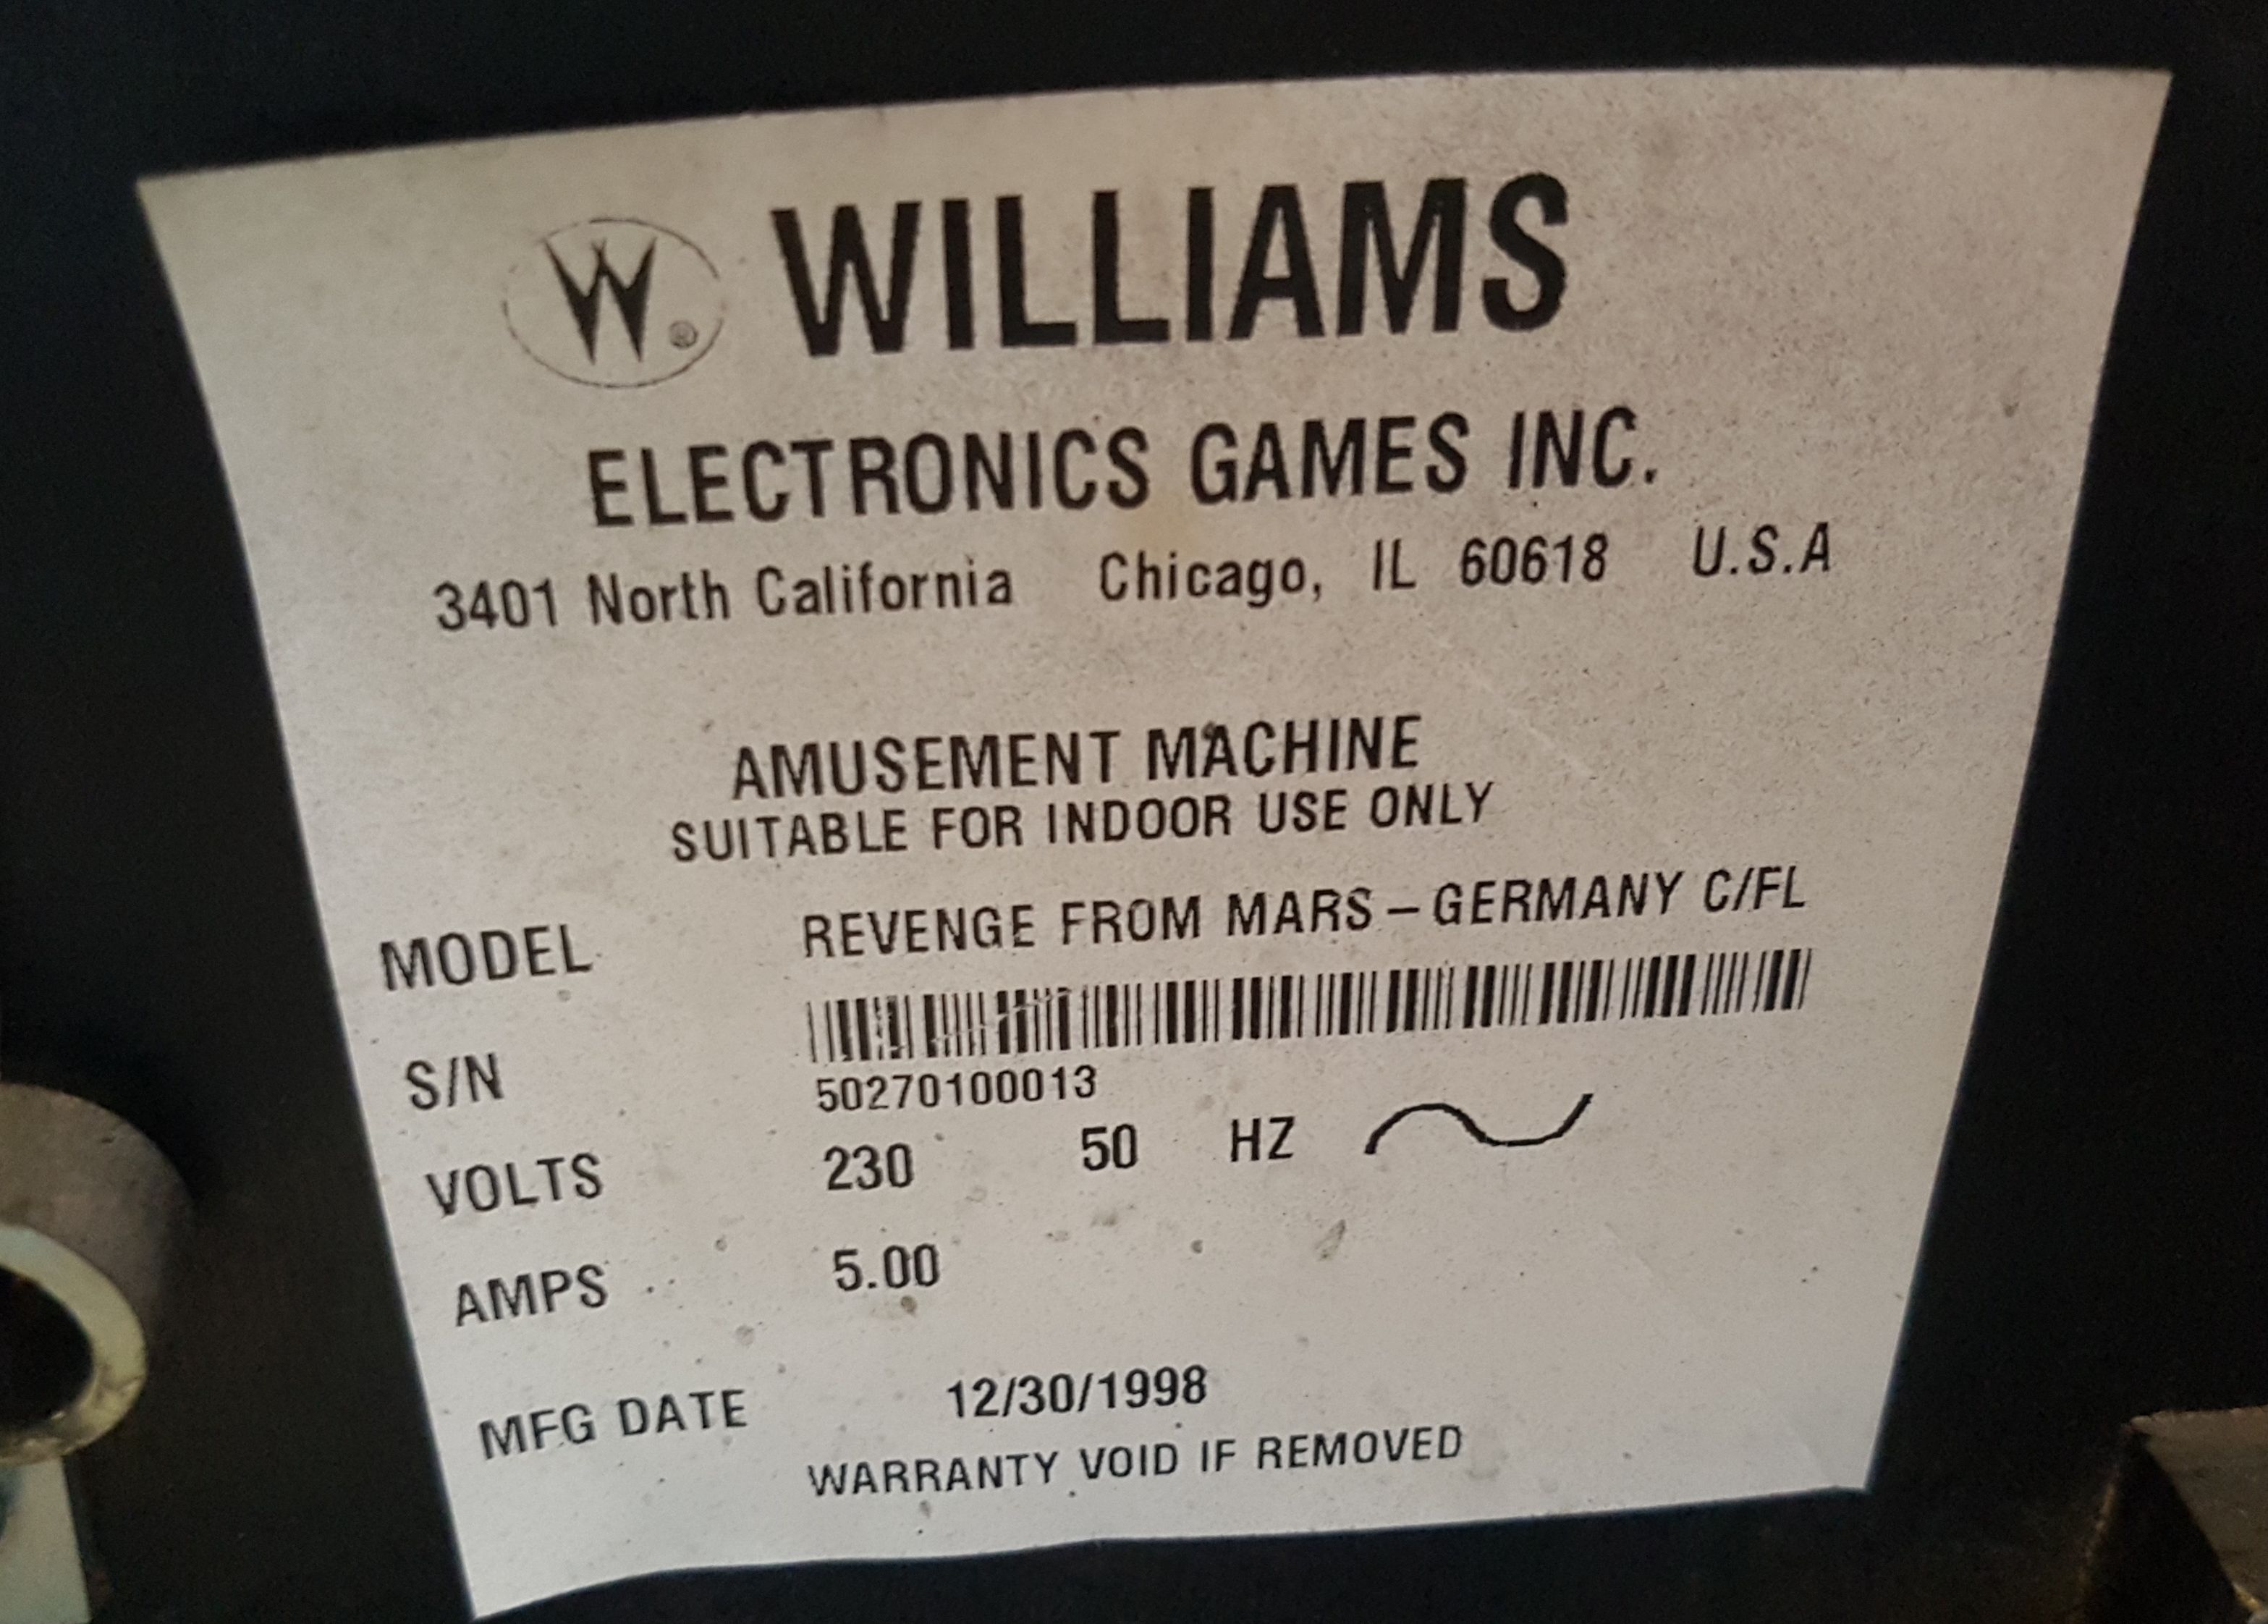 W ® WILLIAMS
ELECTRONICS GAMES INC.
3401 North California Chicago, IL 60618 U.S.A
AMUSEMENT MACHINE
SUITABLE FOR INDOOR USE ONLY
MODEL REVENGE FROM MARS – GERMANY C/FL
S/N 50270100013
VOLTS 230 50 HZ
AMPS 5.00
MFG DATE 12/30/1998
WARRANTY VOID IF REMOVED